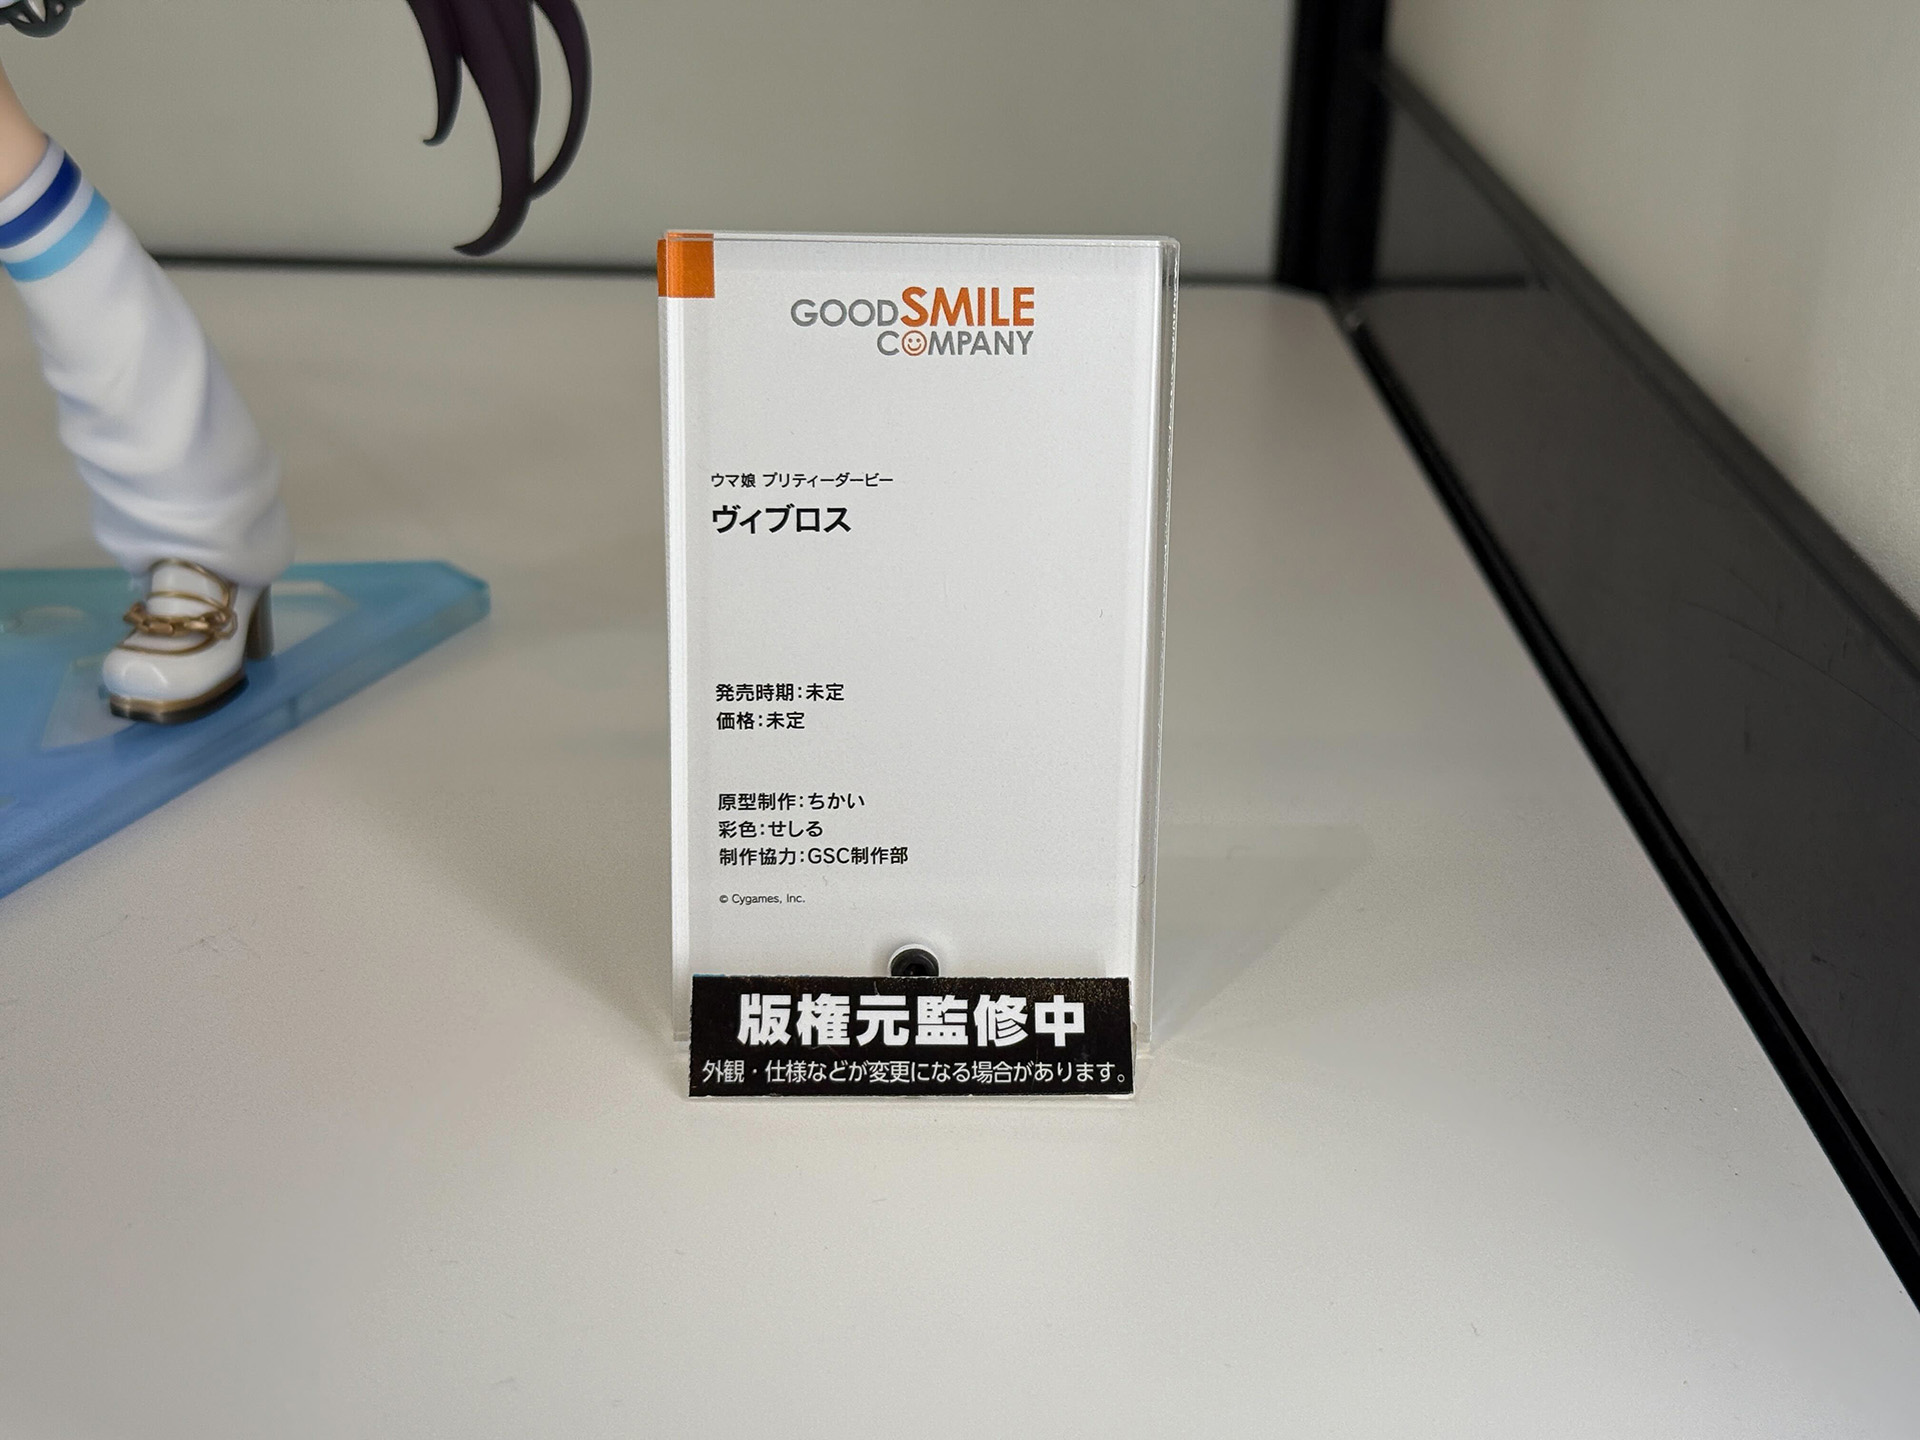 GOODSMILE
COMPANY
ウマ娘 プリティーダービー
ヴィブロス
発売時期：未定
価格：未定
原型制作：ちかい
彩色：せしる
制作協力：GSC制作部
© Cygames, Inc.
版権元監修中
外観・仕様などが変更になる場合があります。